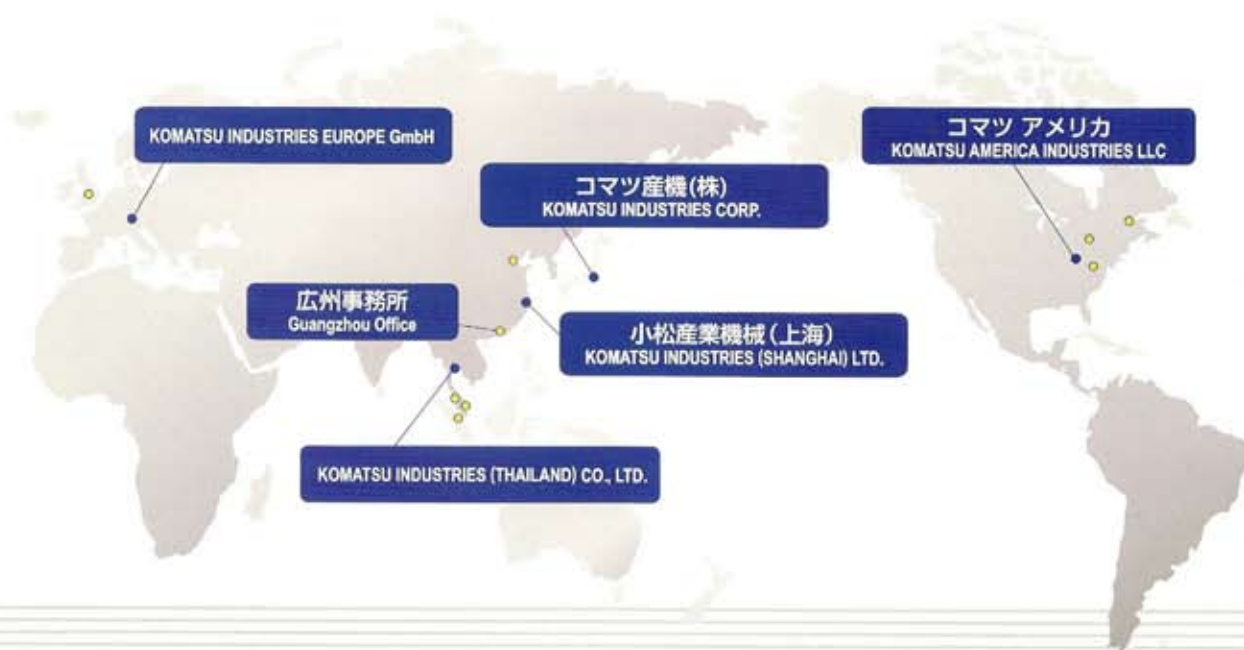 KOMATSU INDUSTRIES EUROPE GmbH
コマツ アメリカ
KOMATSU AMERICA INDUSTRIES LLC
コマツ産機(株)
KOMATSU INDUSTRIES CORP.
広州事務所
Guangzhou Office
小松産業機械(上海)
KOMATSU INDUSTRIES (SHANGHAI) LTD.
KOMATSU INDUSTRIES (THAILAND) CO., LTD.